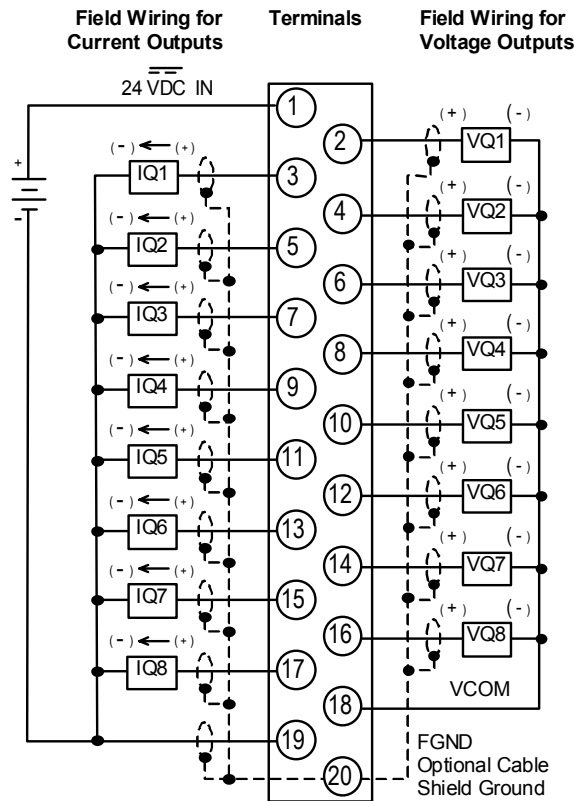 Field Wiring for
Current Outputs
Terminals
Field Wiring for
Voltage Outputs
24 VDC IN
1
+
-
(-) (+)
IQ1
3
2
(+) (-)
VQ1
(-) (+)
IQ2
5
4
(+) (-)
VQ2
(-) (+)
IQ3
7
6
(+) (-)
VQ3
(-) (+)
IQ4
9
8
(+) (-)
VQ4
(-) (+)
IQ5
11
10
(+) (-)
VQ5
(-) (+)
IQ6
13
12
(+) (-)
VQ6
(-) (+)
IQ7
15
14
(+) (-)
VQ7
(-) (+)
IQ8
17
16
(+) (-)
VQ8
18
VCOM
19
20
FGND
Optional Cable
Shield Ground